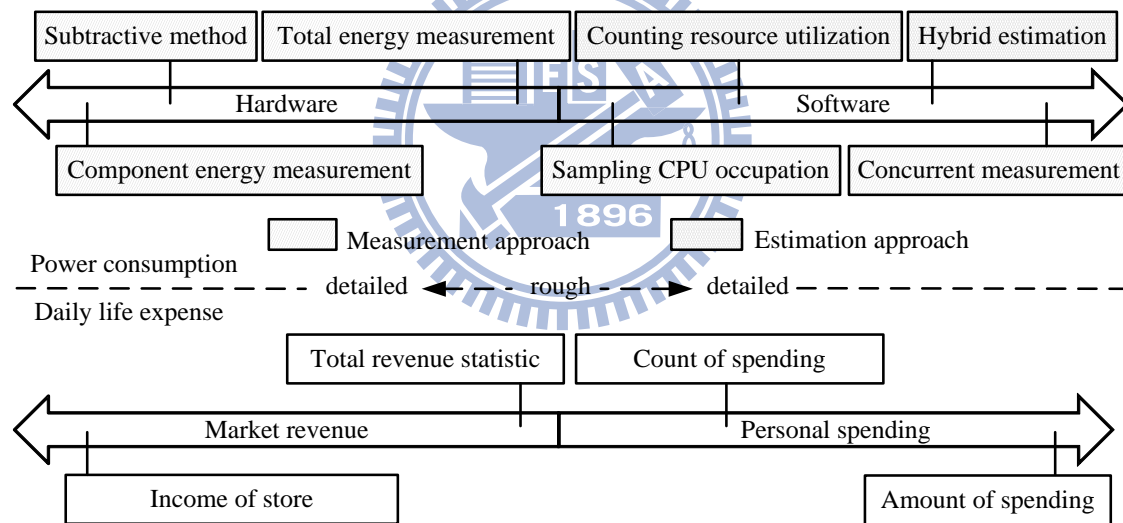 Subtractive method
Total energy measurement
Counting resource utilization
Hybrid estimation
Hardware
Software
ESA
Component energy measurement
Sampling CPU occupation
Concurrent measurement
1896
Measurement approach
Estimation approach
Power consumption
detailed
rough
detailed
Daily life expense
Total revenue statistic
Count of spending
Market revenue
Personal spending
Income of store
Amount of spending